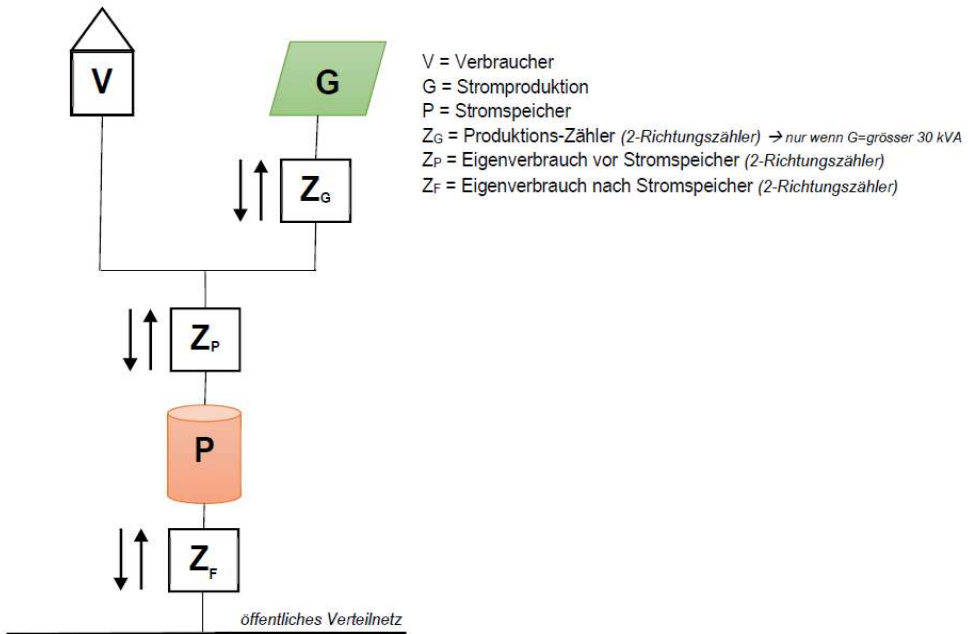 V
G
V = Verbraucher
G = Stromproduktion
P = Stromspeicher
ZG = Produktions-Zähler (2-Richtungszähler) → nur wenn G=grösser 30 kVA
ZP = Eigenverbrauch vor Stromspeicher (2-Richtungszähler)
ZF = Eigenverbrauch nach Stromspeicher (2-Richtungszähler)
ZG
ZP
P
ZF
öffentliches Verteilnetz